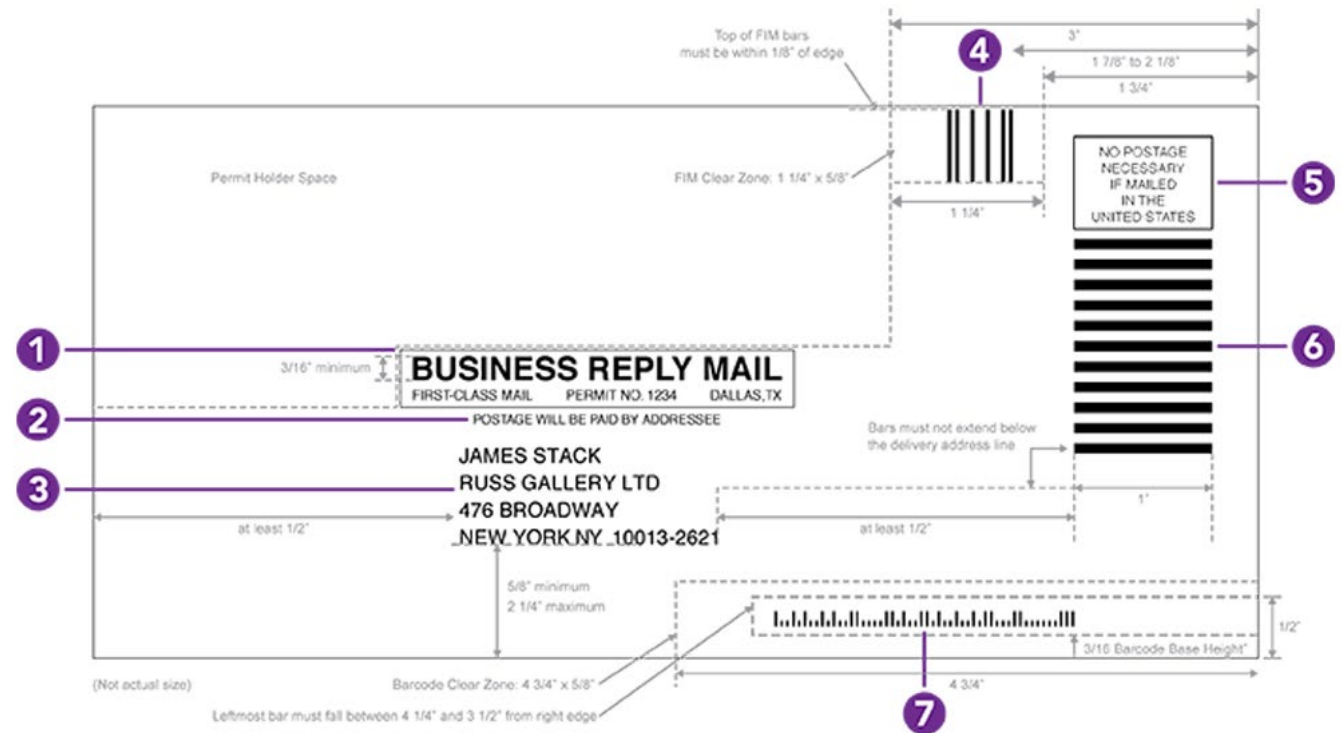 Top of FIM bars
must be within 1/8" of edge
4
3"
1 7/8" to 2 1/8"
1 3/4"
Permit Holder Space
FIM Clear Zone: 1 1/4" x 5/8"
1 1/4"
NO POSTAGE
NECESSARY
IF MAILED
IN THE
UNITED STATES
5
1
3/16" minimum
BUSINESS REPLY MAIL
FIRST-CLASS MAIL PERMIT NO. 1234 DALLAS,TX
6
2
POSTAGE WILL BE PAID BY ADDRESSEE
Bars must not extend below
the delivery address line
3
JAMES STACK
RUSS GALLERY LTD
476 BROADWAY
NEW YORK NY 10013-2621
at least 1/2"
at least 1/2"
1"
5/8" minimum
2 1/4" maximum
1/2"
3/16 Barcode Base Height"
(Not actual size)
Barcode Clear Zone: 4 3/4" x 5/8"
4 3/4"
Leftmost bar must fall between 4 1/4" and 3 1/2" from right edge
7